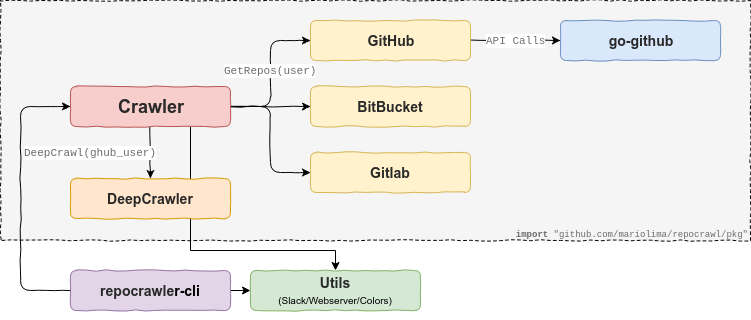 GitHub
API Calls
go-github
GetRepos(user)
Crawler
BitBucket
DeepCrawl(ghub_user)
Gitlab
DeepCrawler
import "github.com/mariolima/repocrawl/pkg"
repocrawler-cli
Utils
(Slack/Webserver/Colors)